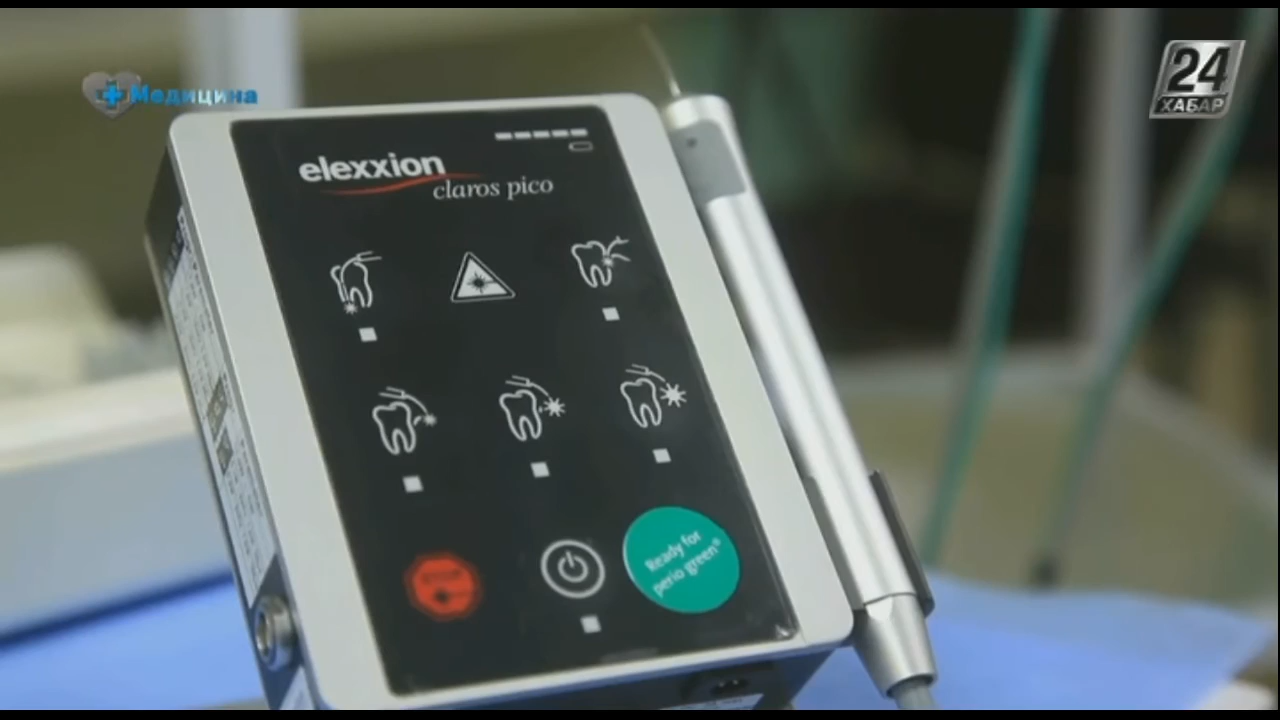 Медицина
24
ХАБАР
elexxion
claros pico
STOP
Ready for
perio green®